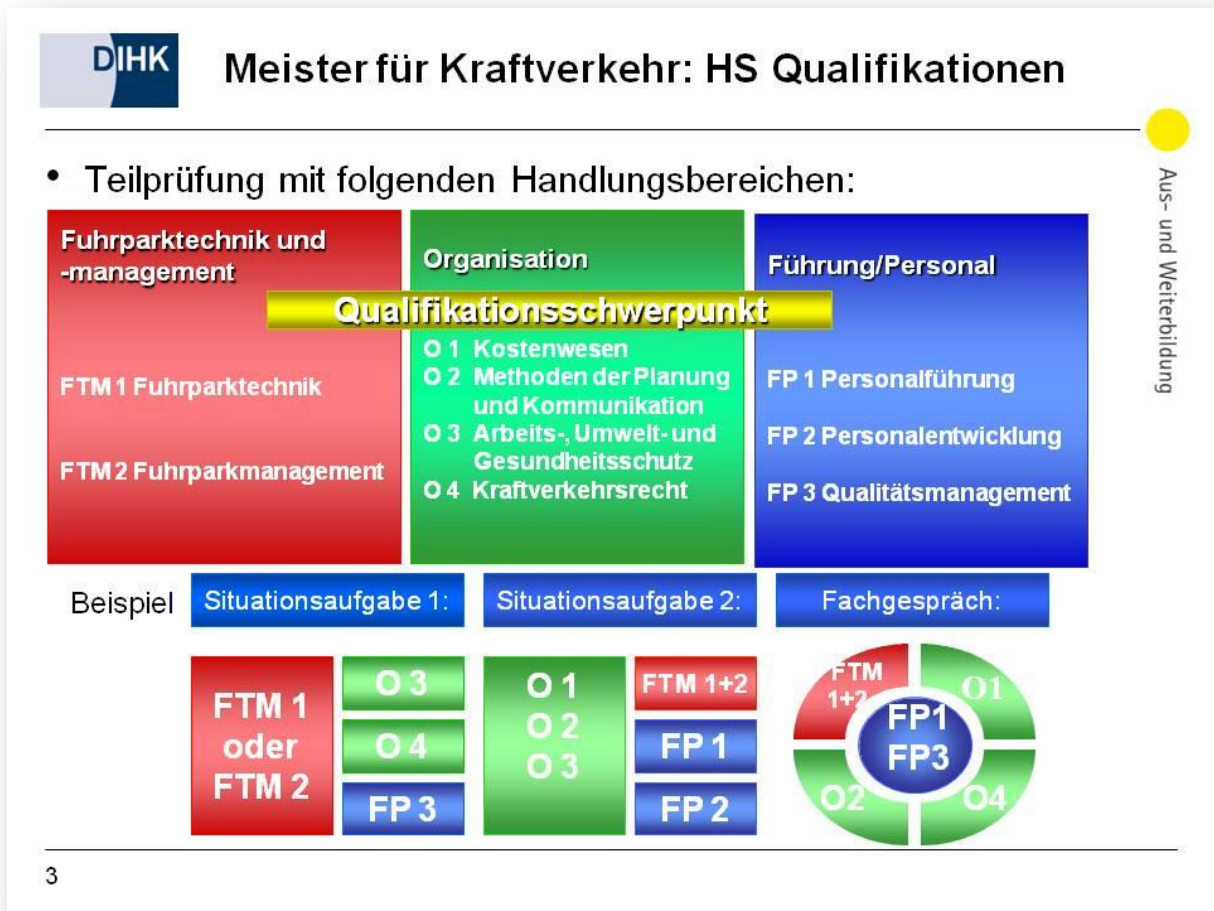 DIHK
Meister für Kraftverkehr: HS Qualifikationen
Aus- und Weiterbildung
• Teilprüfung mit folgenden Handlungsbereichen:
Fuhrparktechnik und
-management
Organisation
Führung/Personal
Qualifikationsschwerpunkt
FTM 1 Fuhrparktechnik
FTM 2 Fuhrparkmanagement
O 1 Kostenwesen
O 2 Methoden der Planung
und Kommunikation
O 3 Arbeits-, Umwelt- und
Gesundheitsschutz
O 4 Kraftverkehrsrecht
FP 1 Personalführung
FP 2 Personalentwicklung
FP 3 Qualitätsmanagement
Beispiel
Situationsaufgabe 1:
Situationsaufgabe 2:
Fachgespräch:
FTM 1
oder
FTM 2
O 3
O 4
FP 3
O 1
O 2
O 3
FTM 1+2
FP 1
FP 2
FTM
1+2
O1
FP1
FP3
O2
O4
3